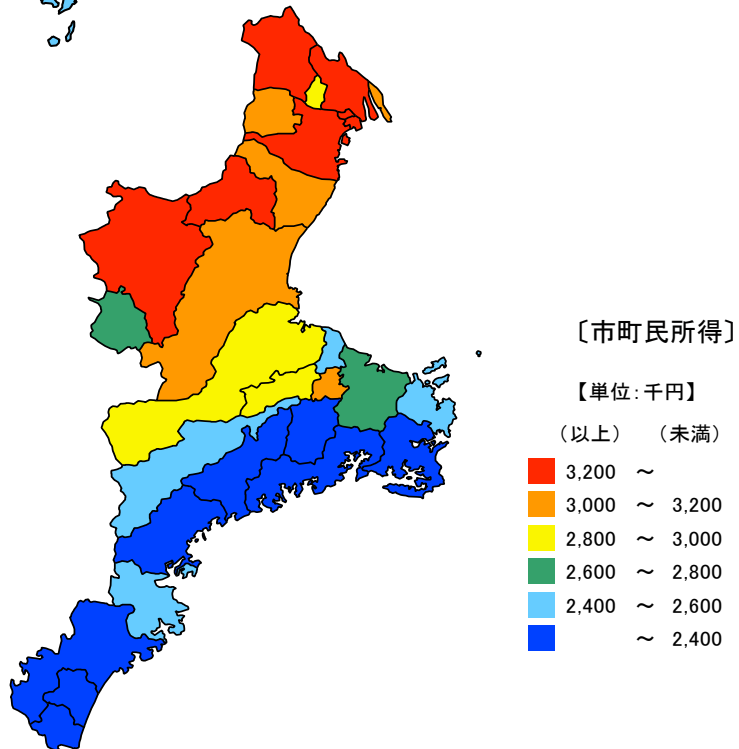 〔市町民所得〕
【単位:千円】
（以上） （未満）
3,200 ～
3,000 ～ 3,200
2,800 ～ 3,000
2,600 ～ 2,800
2,400 ～ 2,600
～ 2,400